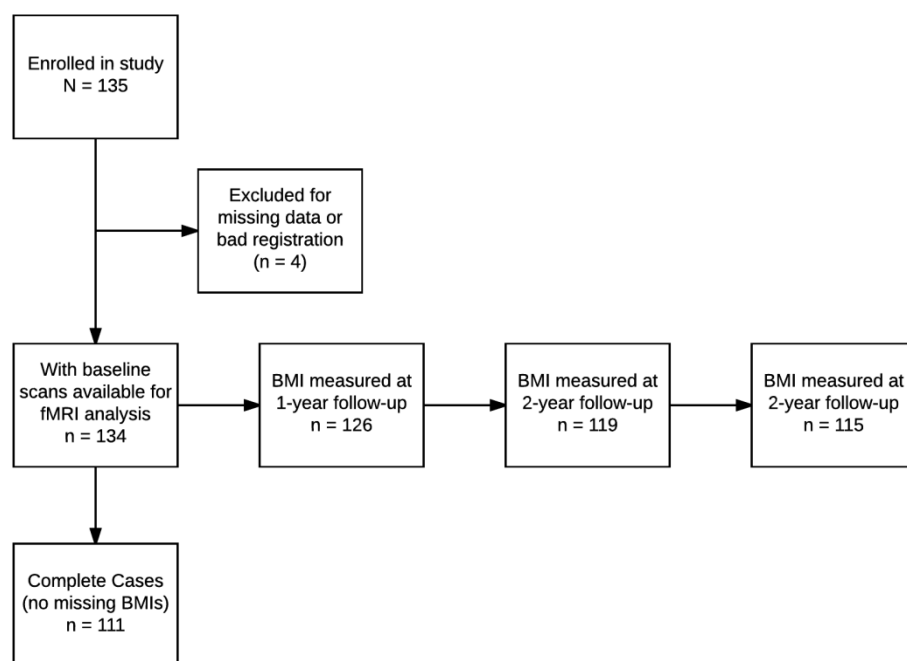 Enrolled in study
N = 135
Excluded for
missing data or
bad registration
(n = 4)
With baseline
scans available for
fMRI analysis
n = 134
BMI measured at
1-year follow-up
n = 126
BMI measured at
2-year follow-up
n = 119
BMI measured at
2-year follow-up
n = 115
Complete Cases
(no missing BMIs)
n = 111